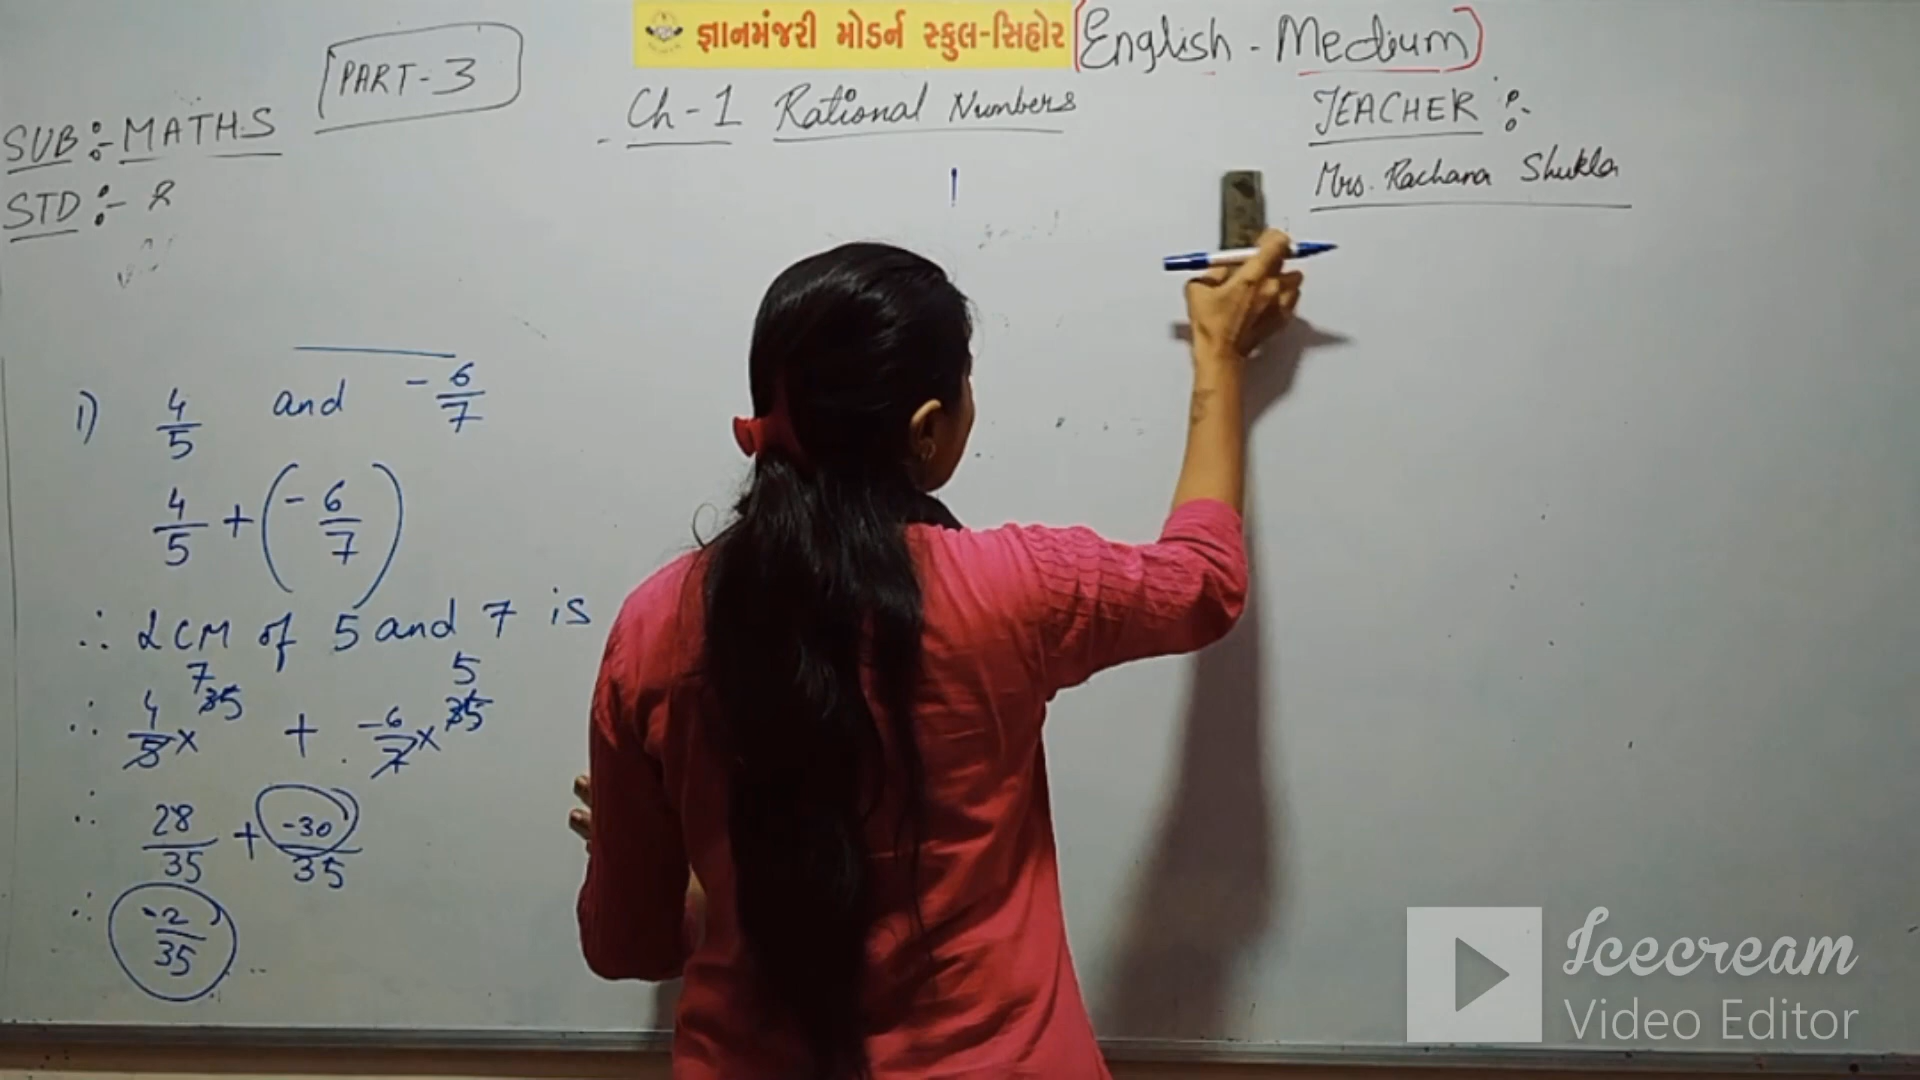 જ્ઞાનમંજરી મોડર્ન સ્કુલ-સિહોર (English - Medium)
PART-3
Ch-1 Rational Numbers
SUB :- MATHS
STD :- 8
TEACHER :-
Mrs. Rachana Shukla
1) 4/5 and -6/7
4/5 + (-6/7)
∴ LCM of 5 and 7 is
7 5
∴ 4/5 × 35 + -6/7 × 35
∴ 28/35 + -30/35
∴ -2/35
Icecream
Video Editor